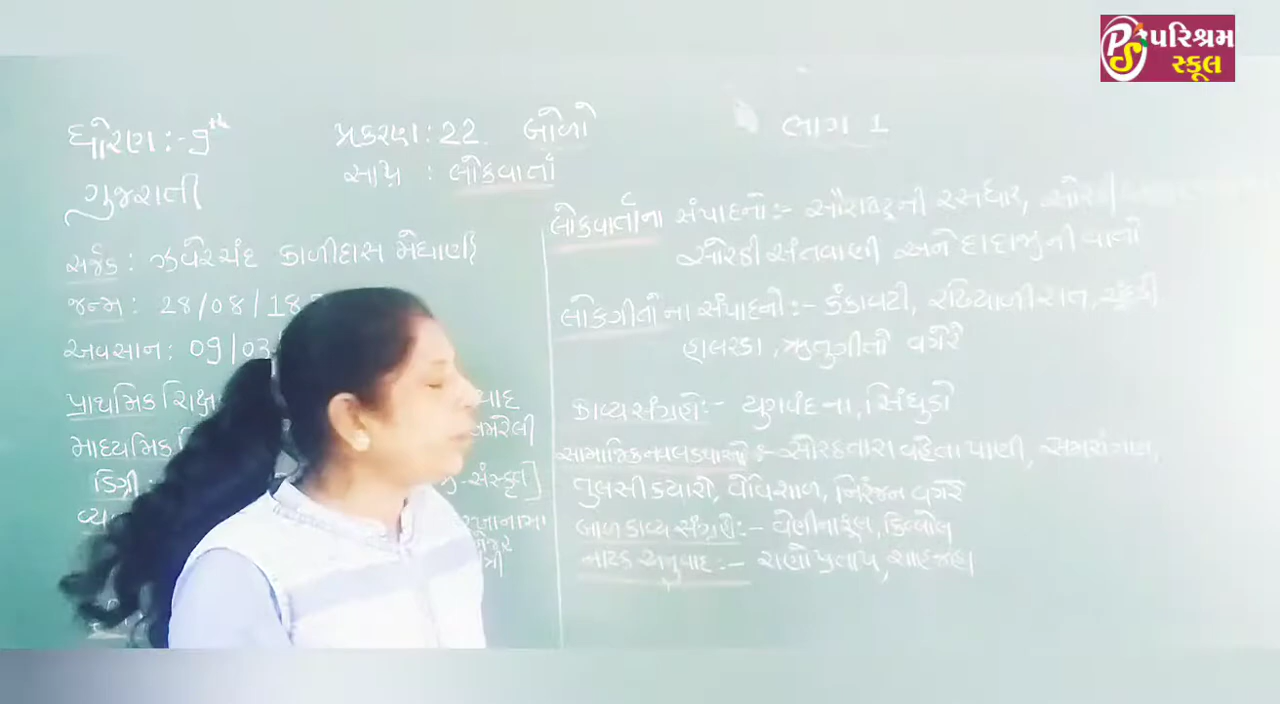 પરિશ્રમ
સ્કૂલ
ધોરણ :- 9th
ગુજરાતી
પ્રકરણ : 22. બોળો
ભાગ 1
: લોકવાર્તા
સર્જક : ઝવેરચંદ કાળીદાસ મેઘાણી
જન્મ : 28/08/18
અવસાન : 09/03
પ્રાથમિક શિક્ષ
માધ્યમિક
ડિગ્રી :
સંસ્કૃત]
લોકવાર્તાના સંપાદનો :- સૌરાષ્ટ્રની રસધાર,
સોરઠી સંતવાણી અને દાદાજીની વાતો
લોકગીતોના સંપાદનો :- કંકાવટી, રઢિયાળી રાત, ચૂંદડી
હાલરડા, ઋતુગીતો વગેરે
કાવ્ય સંગ્રહો :- યુગવંદના, સિંધુડો
:- સોરઠ તારા વહેતા પાણી, સમરાંગણ,
તુલસી ક્યારો, વેવિશાળ, નિરંજન વગેરે
બાળ કાવ્ય સંગ્રહો :- વેણીના ફૂલ, કિલ્લોલ
નાટક અનુવાદ :- રાણો પ્રતાપ, શાહજહાં